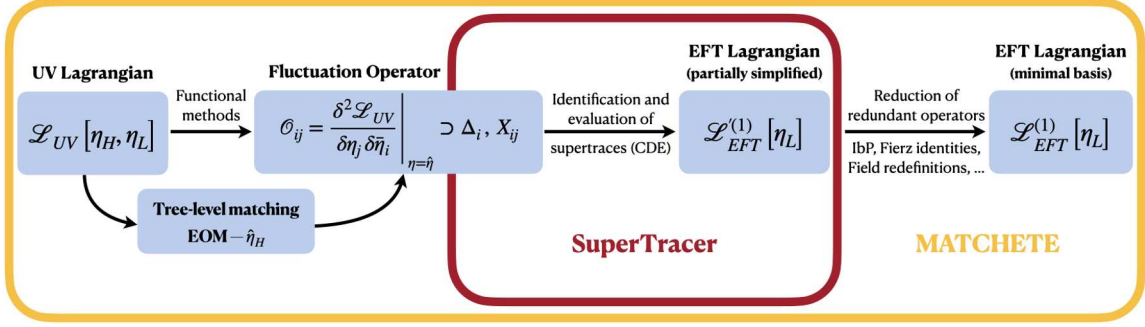 UV Lagrangian
ℒ_UV [η_H, η_L]
Functional
methods
Fluctuation Operator
𝒪_ij = δ²ℒ_UV / δη_j δη̄_i |_η=η̂ ⊃ Δ_i, X_ij
Tree-level matching
EOM – η̂_H
Identification and
evaluation of
supertraces (CDE)
EFT Lagrangian
(partially simplified)
ℒ′_EFT^(1) [η_L]
Reduction of
redundant operators
IbP, Fierz identities,
Field redefinitions, ...
EFT Lagrangian
(minimal basis)
ℒ_EFT^(1) [η_L]
SuperTracer
MATCHETE